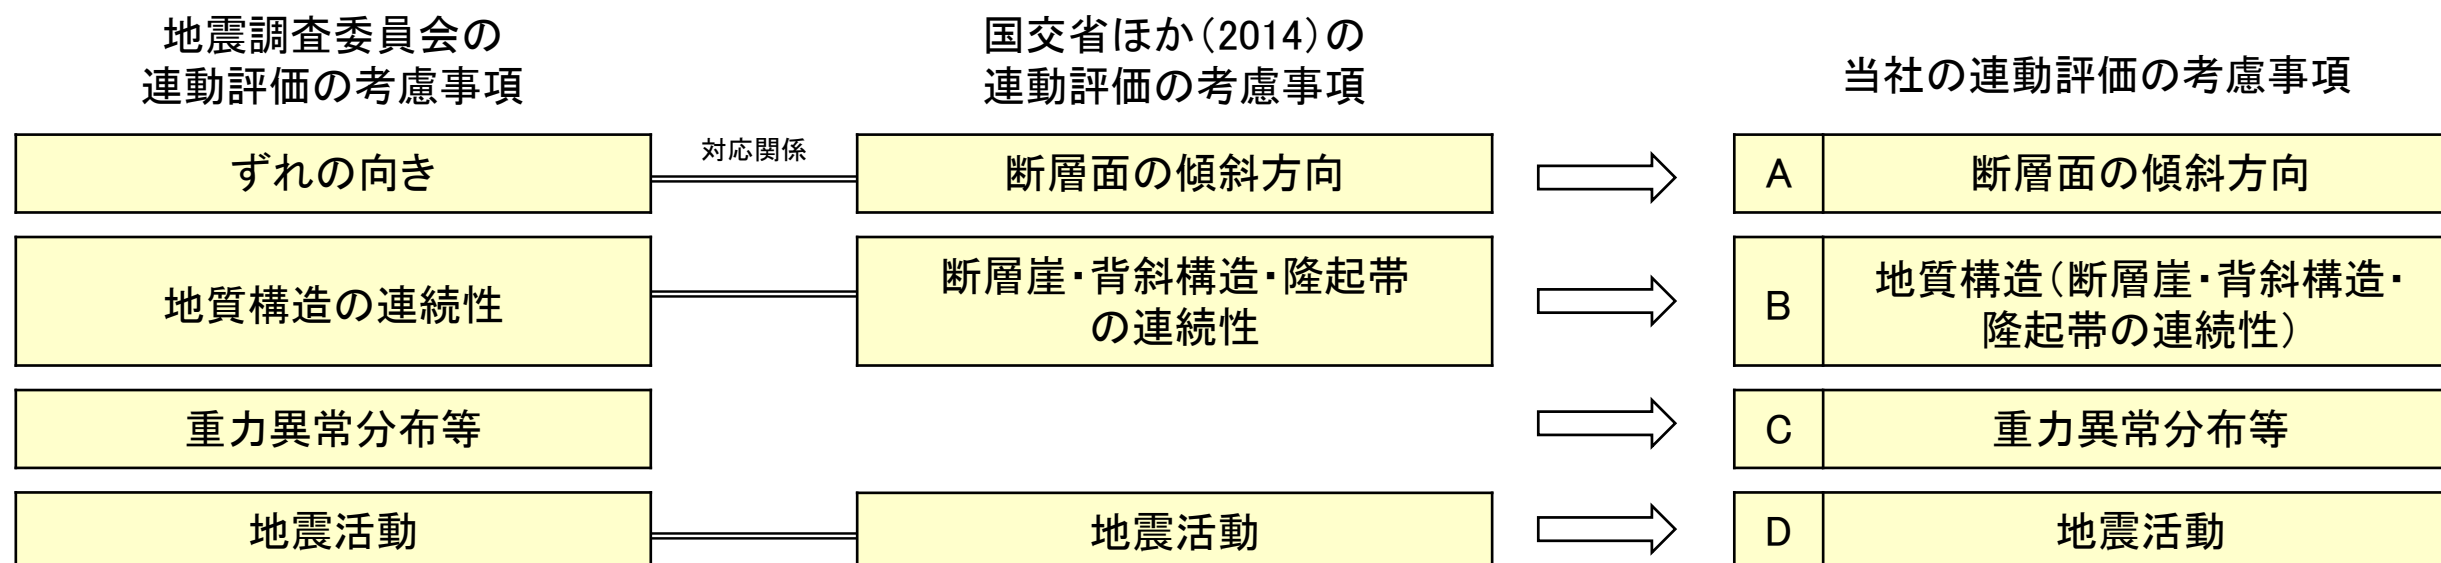 地震調査委員会の
連動評価の考慮事項
国交省ほか（2014）の
連動評価の考慮事項
当社の連動評価の考慮事項
ずれの向き
対応関係
断層面の傾斜方向
A
断層面の傾斜方向
地質構造の連続性
断層崖・背斜構造・隆起帯
の連続性
B
地質構造（断層崖・背斜構造・
隆起帯の連続性）
重力異常分布等
C
重力異常分布等
地震活動
地震活動
D
地震活動